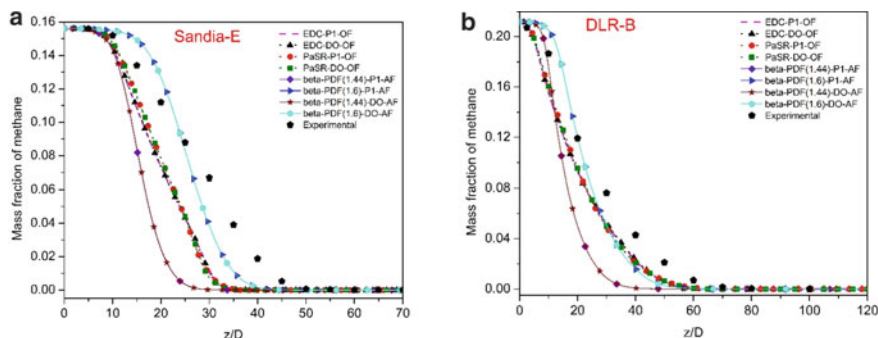 a
Sandia-E
EDC-P1-OF
EDC-DO-OF
PaSR-P1-OF
PaSR-DO-OF
beta-PDF(1.44)-P1-AF
beta-PDF(1.6)-P1-AF
beta-PDF(1.44)-DO-AF
beta-PDF(1.6)-DO-AF
Experimental
Mass fraction of methane
0.16
0.14
0.12
0.10
0.08
0.06
0.04
0.02
0.00
0 10 20 30 40 50 60 70
z/D
b
DLR-B
EDC-P1-OF
EDC-DO-OF
PaSR-P1-OF
PaSR-DO-OF
beta-PDF(1.44)-P1-AF
beta-PDF(1.6)-P1-AF
beta-PDF(1.44)-DO-AF
beta-PDF(1.6)-DO-AF
Experimental
Mass fraction of methane
0.20
0.16
0.12
0.08
0.04
0.00
0 20 40 60 80 100 120
z/D